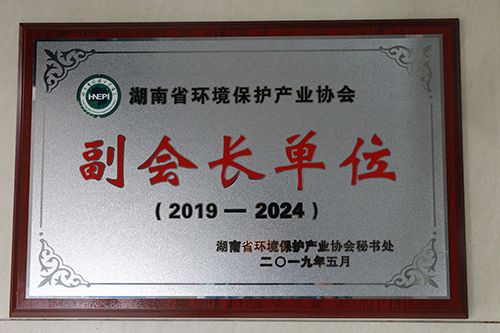 HNEPI
湖南省环境保护产业协会
副会长单位
（2019 — 2024）
湖南省环境保护产业协会秘书处
二〇一九年五月